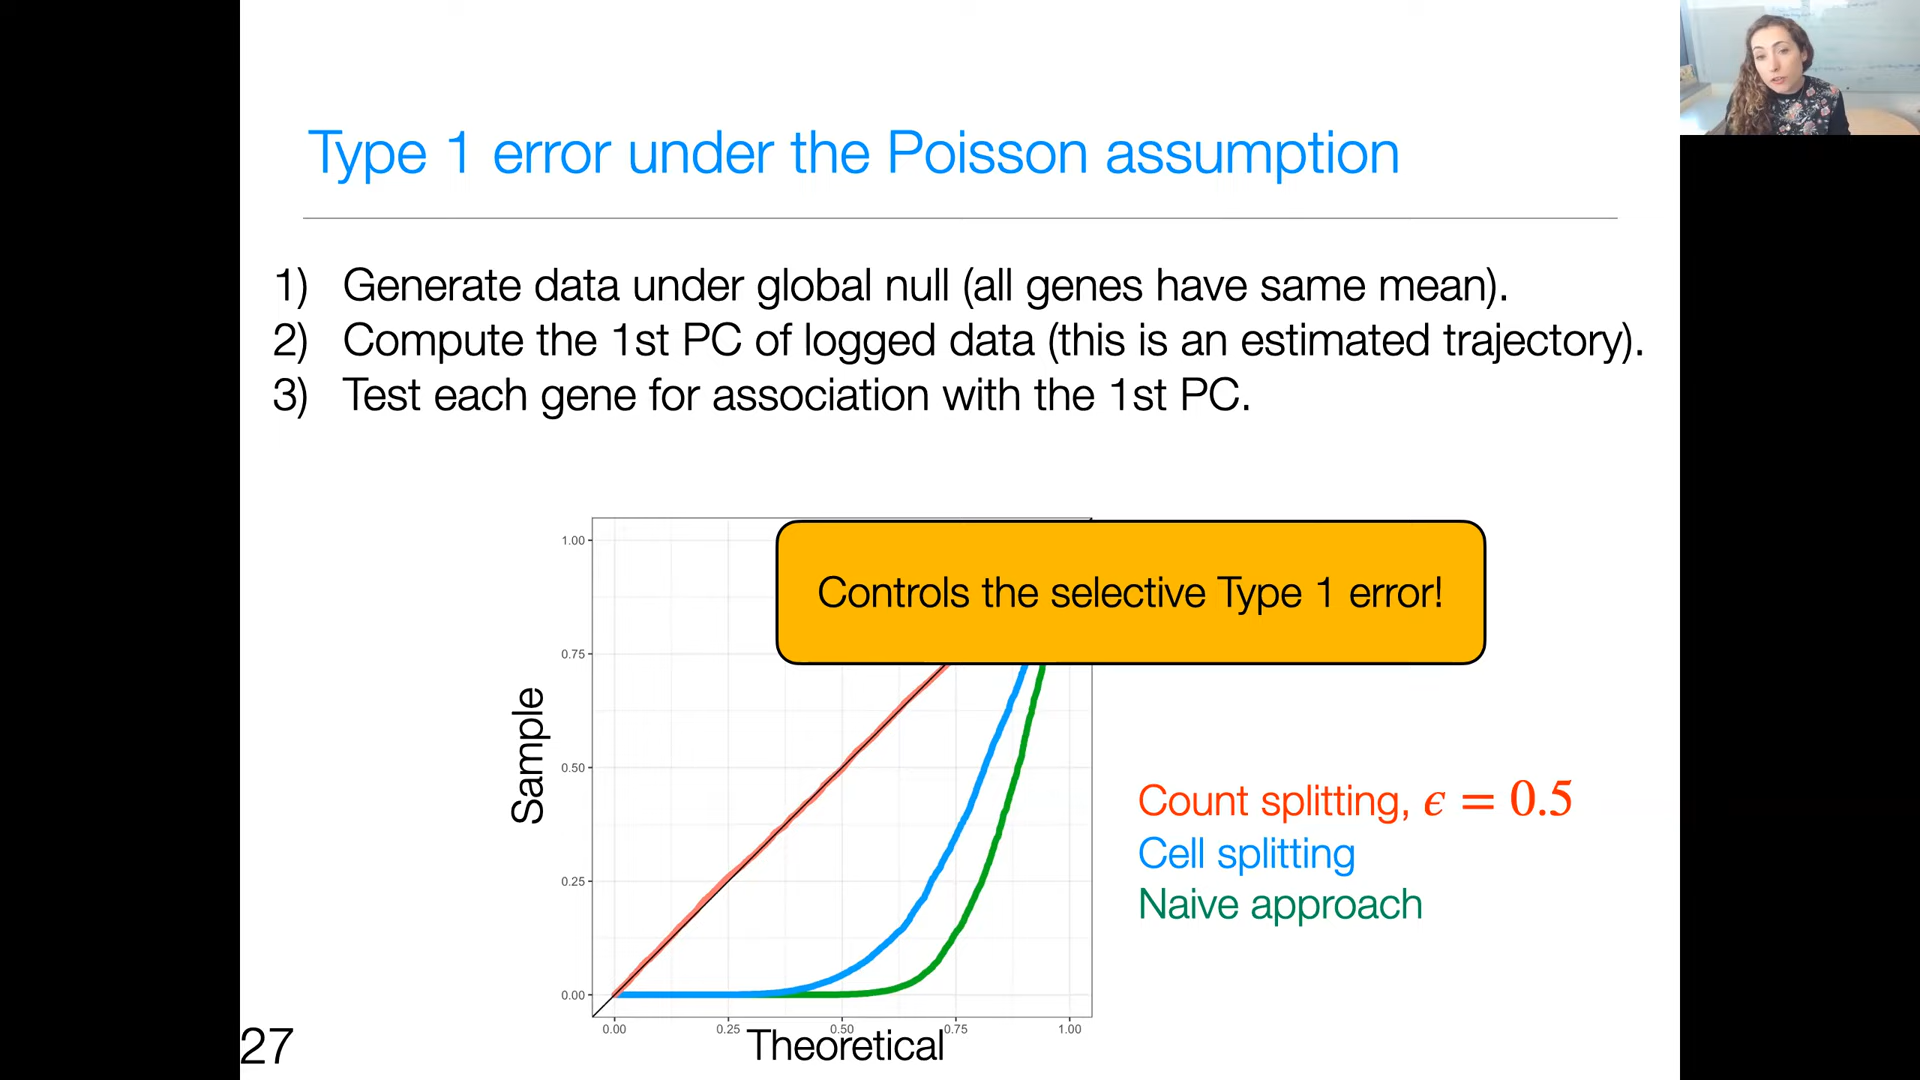 Type 1 error under the Poisson assumption
1) Generate data under global null (all genes have same mean).
2) Compute the 1st PC of logged data (this is an estimated trajectory).
3) Test each gene for association with the 1st PC.
Controls the selective Type 1 error!
1.00
0.75
0.50
0.25
0.00
Sample
0.00 0.25 0.50 0.75 1.00
Theoretical
Count splitting, ϵ = 0.5
Cell splitting
Naive approach
27